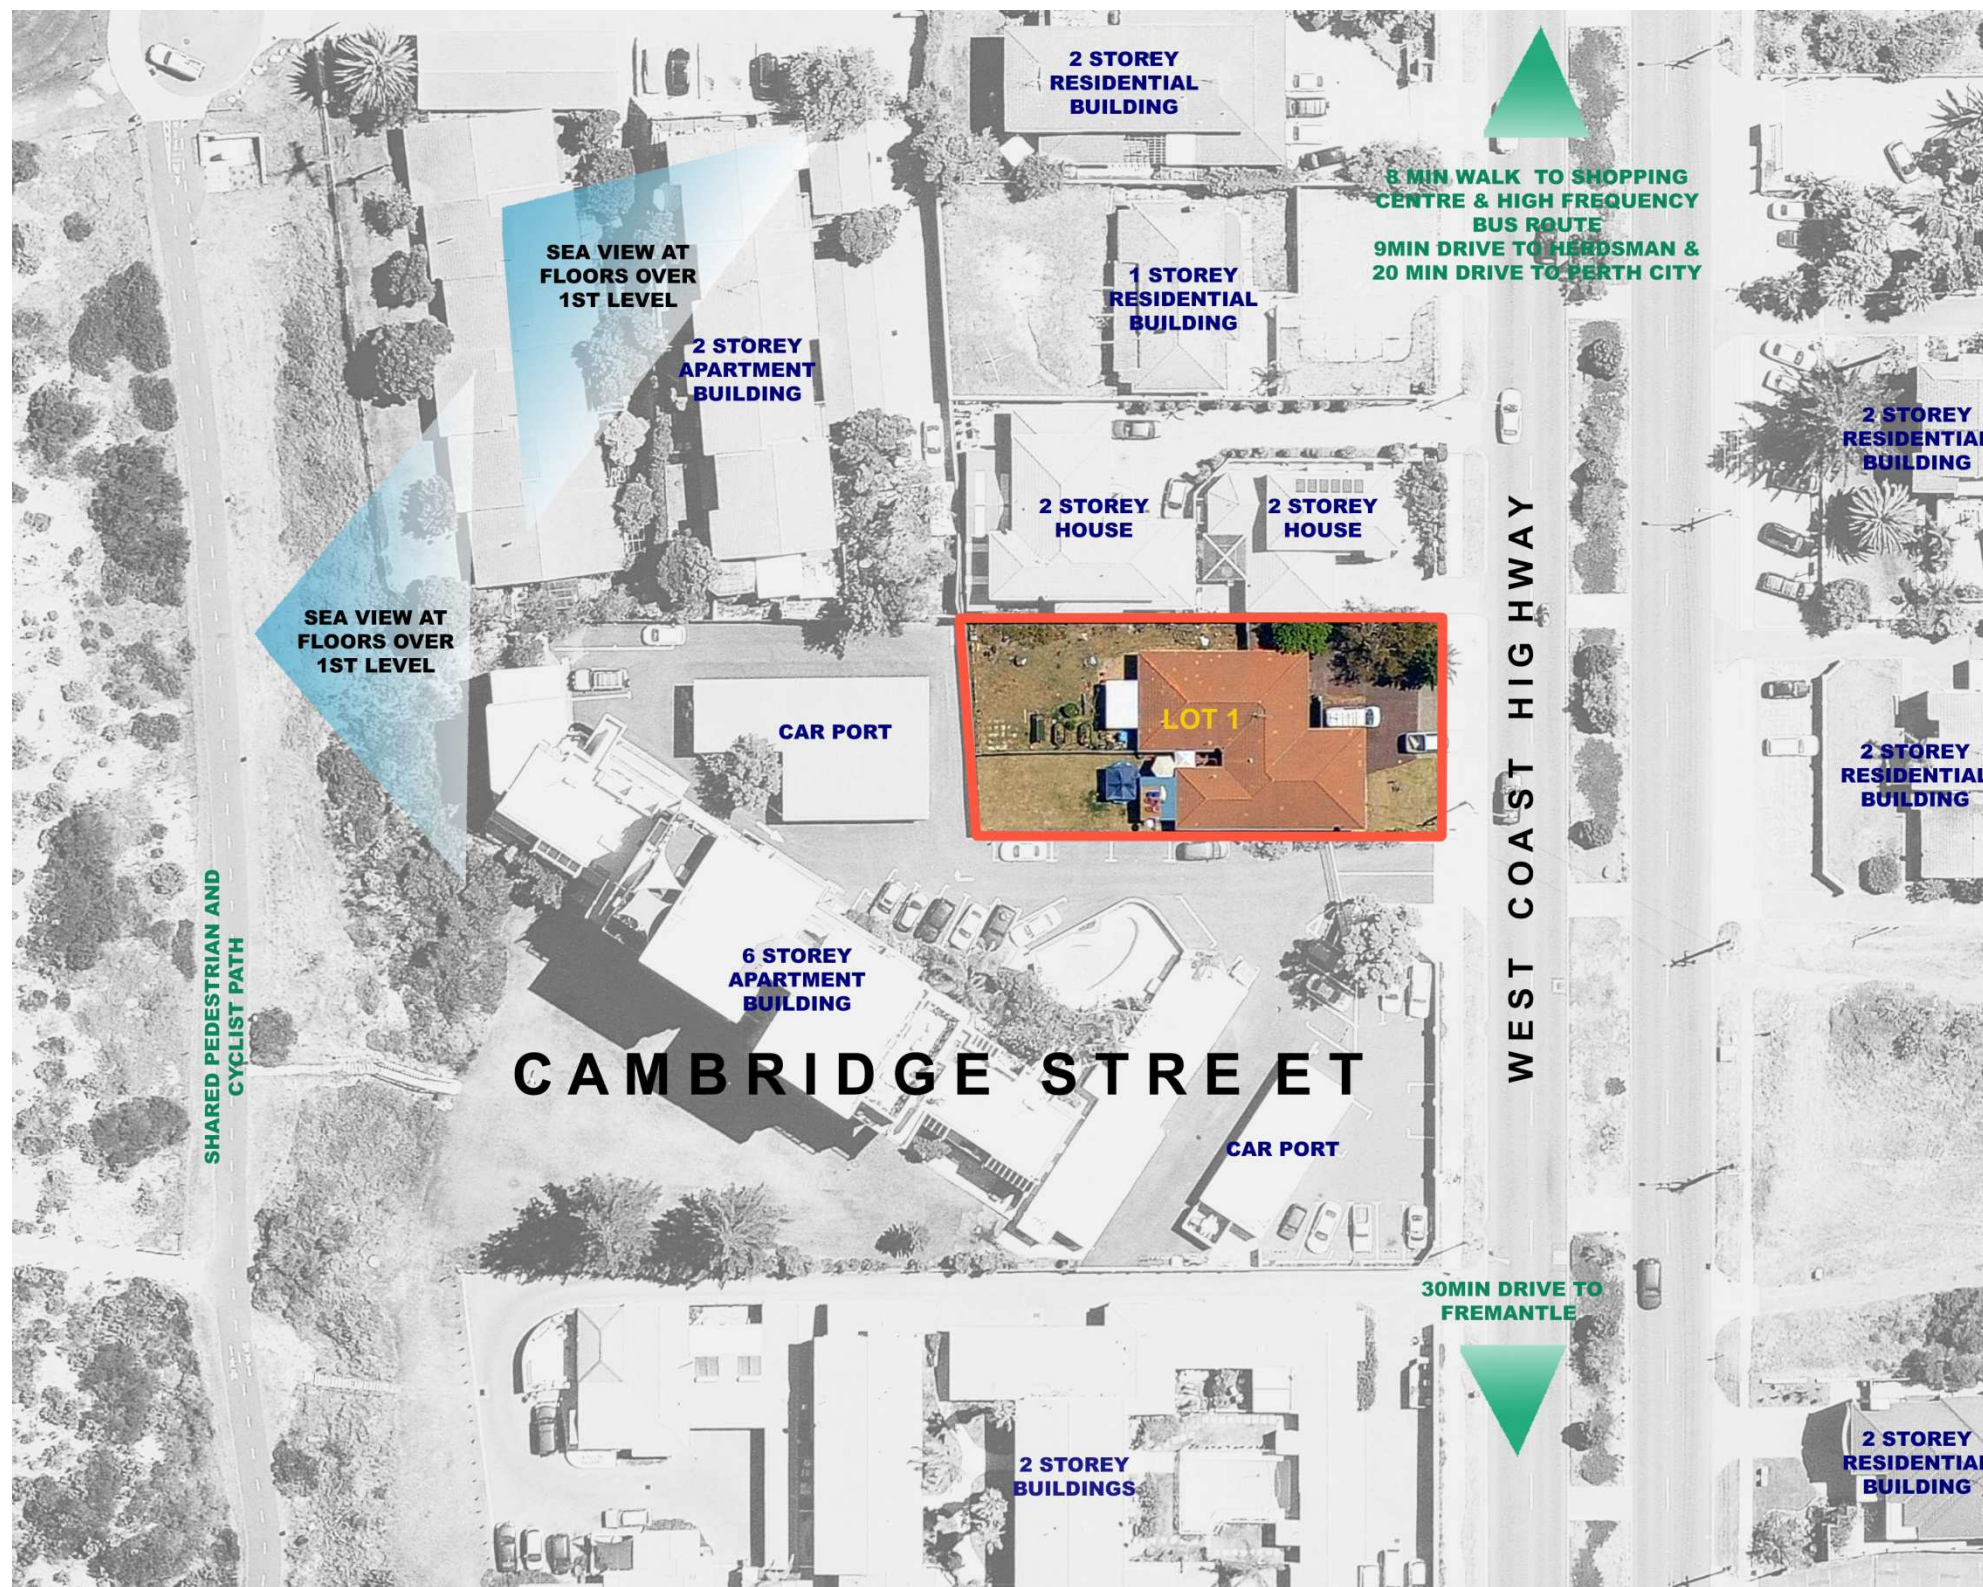 2 STOREY
RESIDENTIAL
BUILDING
8 MIN WALK TO SHOPPING
CENTRE & HIGH FREQUENCY
BUS ROUTE
9MIN DRIVE TO HERDSMAN &
20 MIN DRIVE TO PERTH CITY
SEA VIEW AT
FLOORS OVER
1ST LEVEL
1 STOREY
RESIDENTIAL
BUILDING
2 STOREY
APARTMENT
BUILDING
2 STOREY
RESIDENTIAL
BUILDING
2 STOREY
HOUSE
2 STOREY
HOUSE
WEST COAST HIGHWAY
SEA VIEW AT
FLOORS OVER
1ST LEVEL
LOT 1
CAR PORT
2 STOREY
RESIDENTIAL
BUILDING
SHARED PEDESTRIAN AND
CYCLIST PATH
6 STOREY
APARTMENT
BUILDING
CAMBRIDGE STREET
CAR PORT
30MIN DRIVE TO
FREMANTLE
2 STOREY
BUILDINGS
2 STOREY
RESIDENTIAL
BUILDING